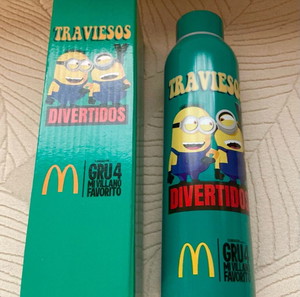 TRAVIESOS
Y
DIVERTIDOS
GRU4
MI VILLANO
FAVORITO
TRAVIESOS
DIVERTIDOS
GRU4
MI VILLANO
FAVORITO